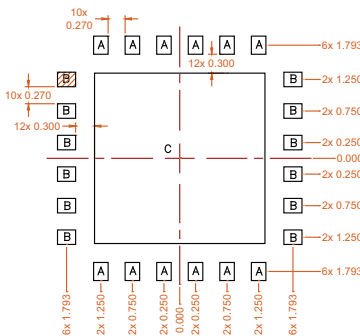 10x
0.270
A A A A A A
6x 1.793
12x 0.300
B
B
2x 1.250
10x 0.270
B
B
2x 0.750
12x 0.300
B
B
2x 0.250
C
0.000
B
B
2x 0.250
B
B
2x 0.750
B
B
2x 1.250
A A A A A A
6x 1.793
6x 1.793
2x 1.250
2x 0.750
2x 0.250
0.000
2x 0.250
2x 0.750
2x 1.250
6x 1.793